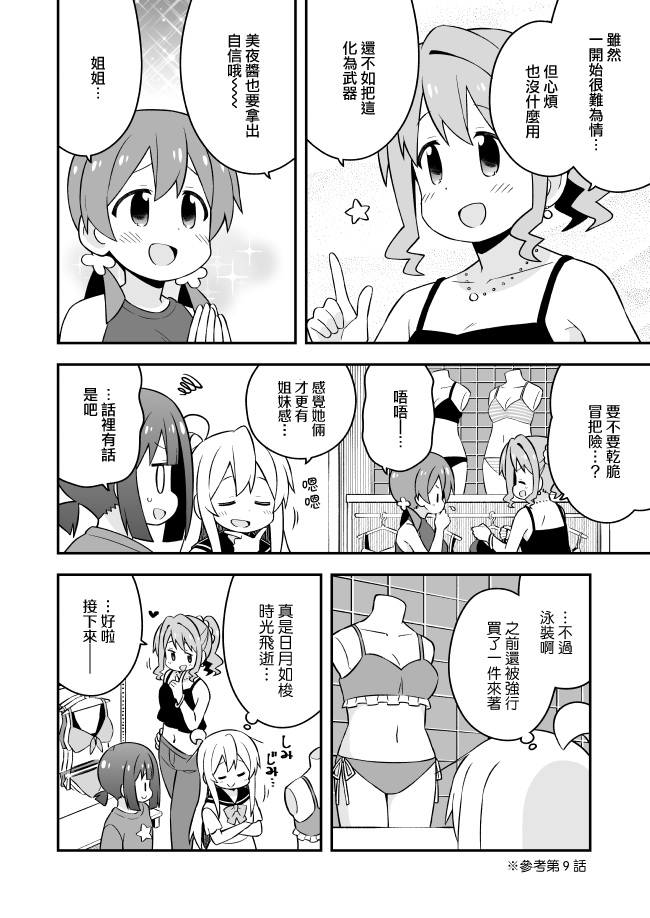 雖然
一開始很難為情…
但心煩
也沒什麼用
還不如把這
化為武器
美夜醬也要拿出
自信哦~~
姐姐…
要不要乾脆
冒把險…?
唔唔——
感覺她倆
才更有
姐妹感…
嗯嗯
…話裡有話
是吧
…不過
泳裝啊
之前還被強行
買了一件來著
※參考第9話
真是日月如梭
時光飛逝…
しみ
じみ…
…好啦
接下來——